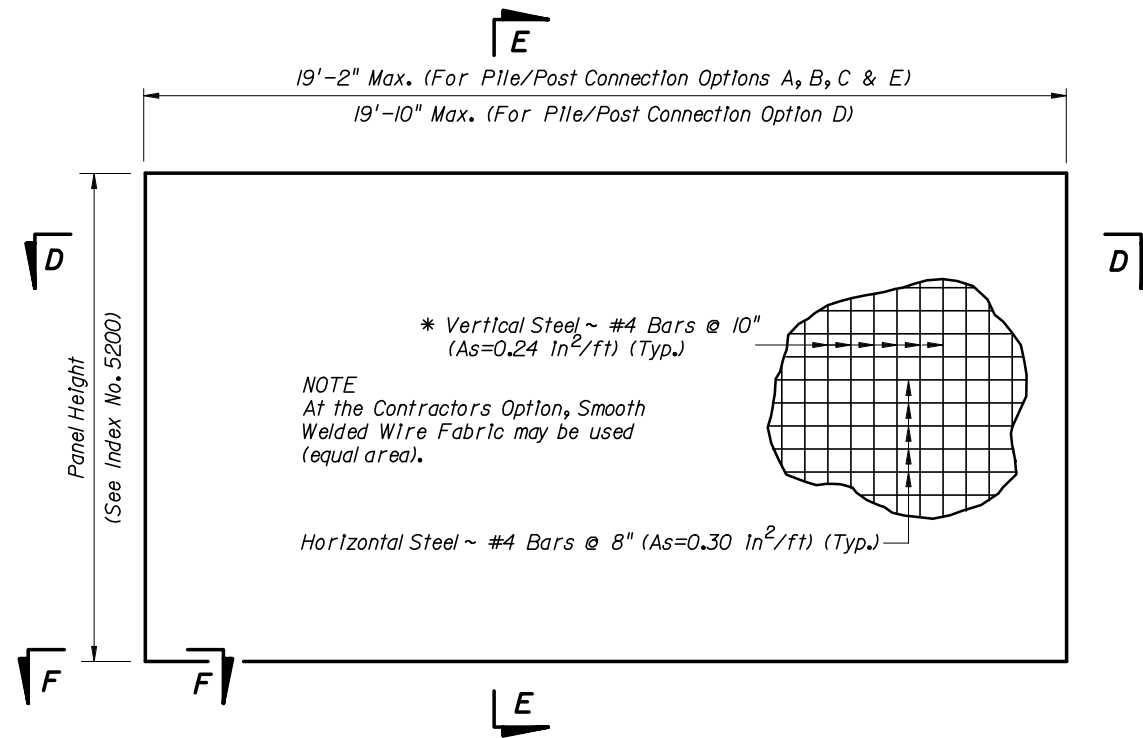 E
19'-2" Max. (For Pile/Post Connection Options A, B, C & E)
19'-10" Max. (For Pile/Post Connection Option D)
D
D
* Vertical Steel ~ #4 Bars @ 10"
(As=0.24 in²/ft) (Typ.)
NOTE
At the Contractors Option, Smooth
Welded Wire Fabric may be used
(equal area).
Panel Height
(See Index No. 5200)
Horizontal Steel ~ #4 Bars @ 8" (As=0.30 in²/ft) (Typ.)
F
F
E